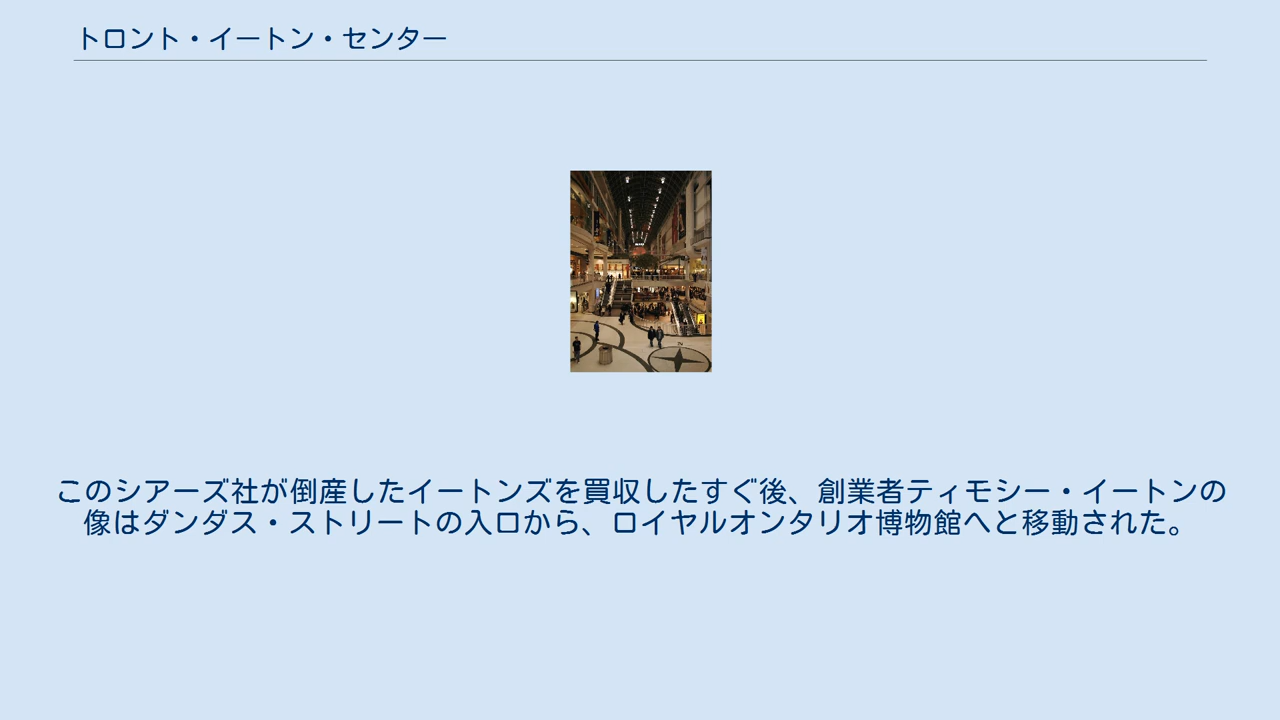 トロント・イートン・センター
このシアーズ社が倒産したイートンズを買収したすぐ後、創業者ティモシー・イートンの
像はダンダス・ストリートの入口から、ロイヤルオンタリオ博物館へと移動された。